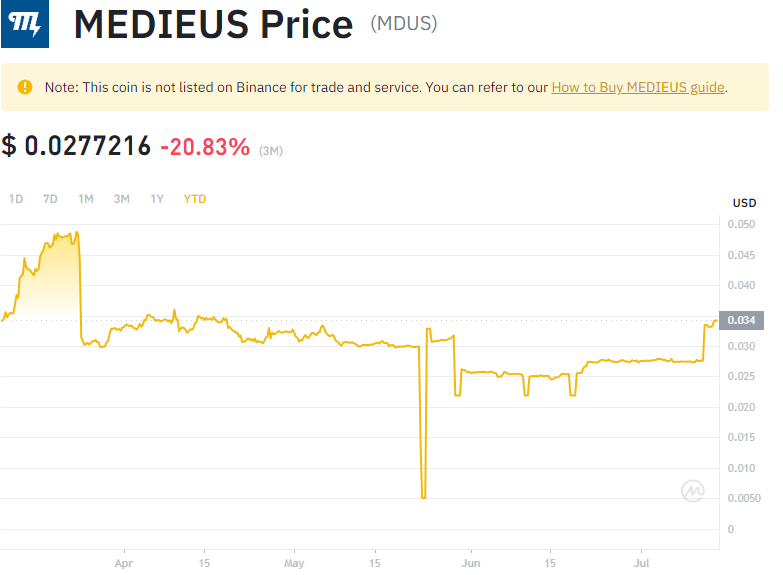 MEDIEUS Price (MDUS)
Note: This coin is not listed on Binance for trade and service. You can refer to our How to Buy MEDIEUS guide.
$ 0.0277216 -20.83% (3M)
1D 7D 1M 3M 1Y YTD
USD
0.050
0.045
0.040
0.034
0.030
0.025
0.020
0.015
0.010
0.0050
0
Apr 15 May 15 Jun 15 Jul